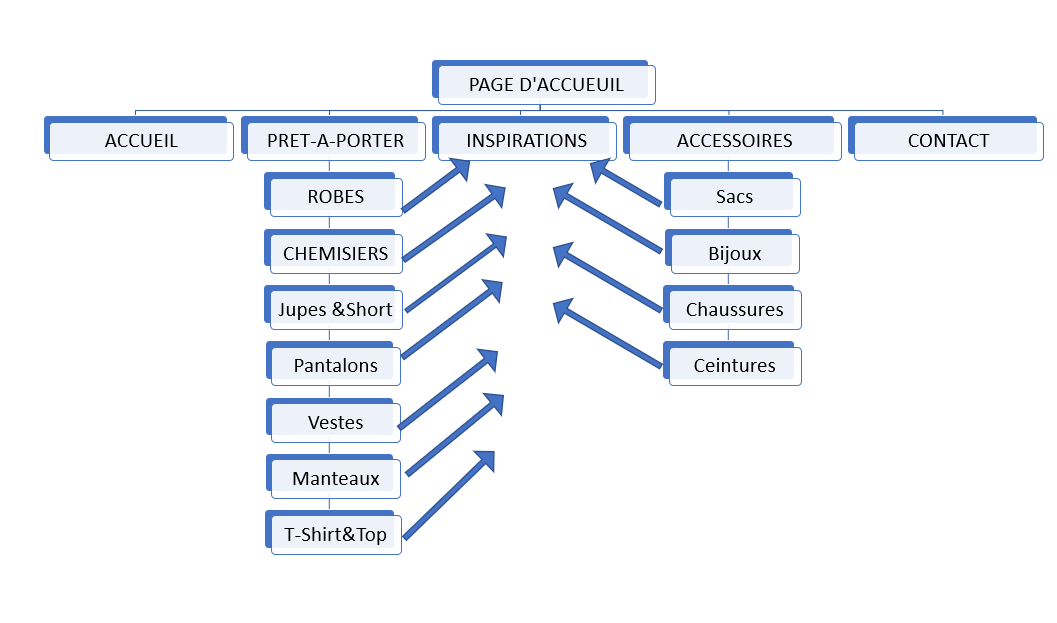 PAGE D'ACCUEUIL
ACCUEIL
PRET-A-PORTER
INSPIRATIONS
ACCESSOIRES
CONTACT
ROBES
CHEMISIERS
Jupes &Short
Pantalons
Vestes
Manteaux
T-Shirt&Top
Sacs
Bijoux
Chaussures
Ceintures